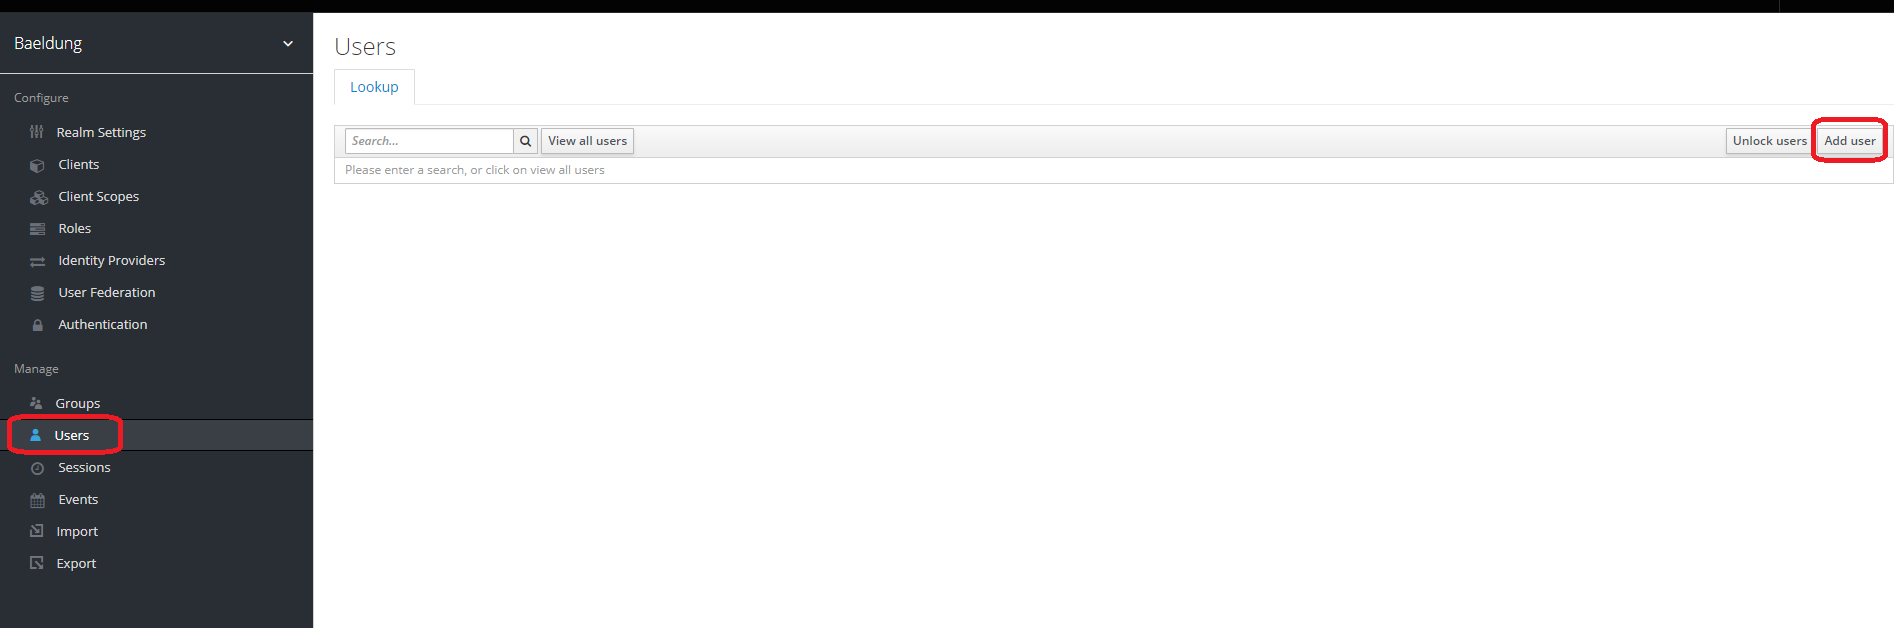 Baeldung
Configure
Realm Settings
Clients
Client Scopes
Roles
Identity Providers
User Federation
Authentication
Manage
Groups
Users
Sessions
Events
Import
Export
Users
Lookup
Search... View all users Unlock users Add user
Please enter a search, or click on view all users